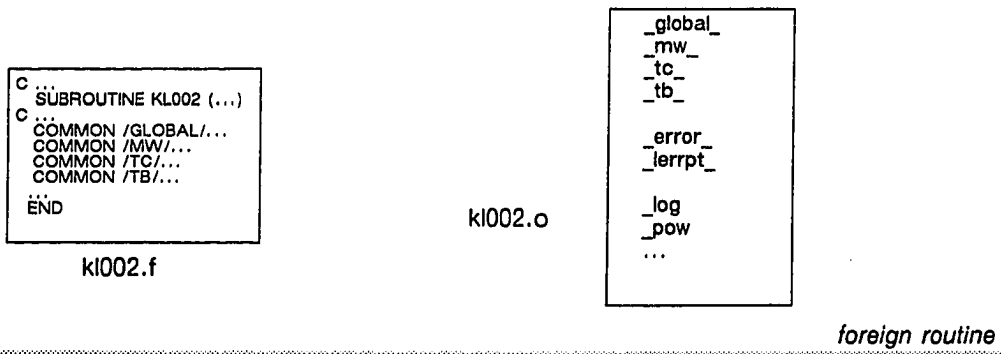 C ...
SUBROUTINE KL002 (...)
C ...
COMMON /GLOBAL/...
COMMON /MW/...
COMMON /TC/...
COMMON /TB/...
...
END
kl002.f
kl002.o
_global_
_mw_
_tc_
_tb_
_error_
_lerrpt_
_log
_pow
...
foreign routine